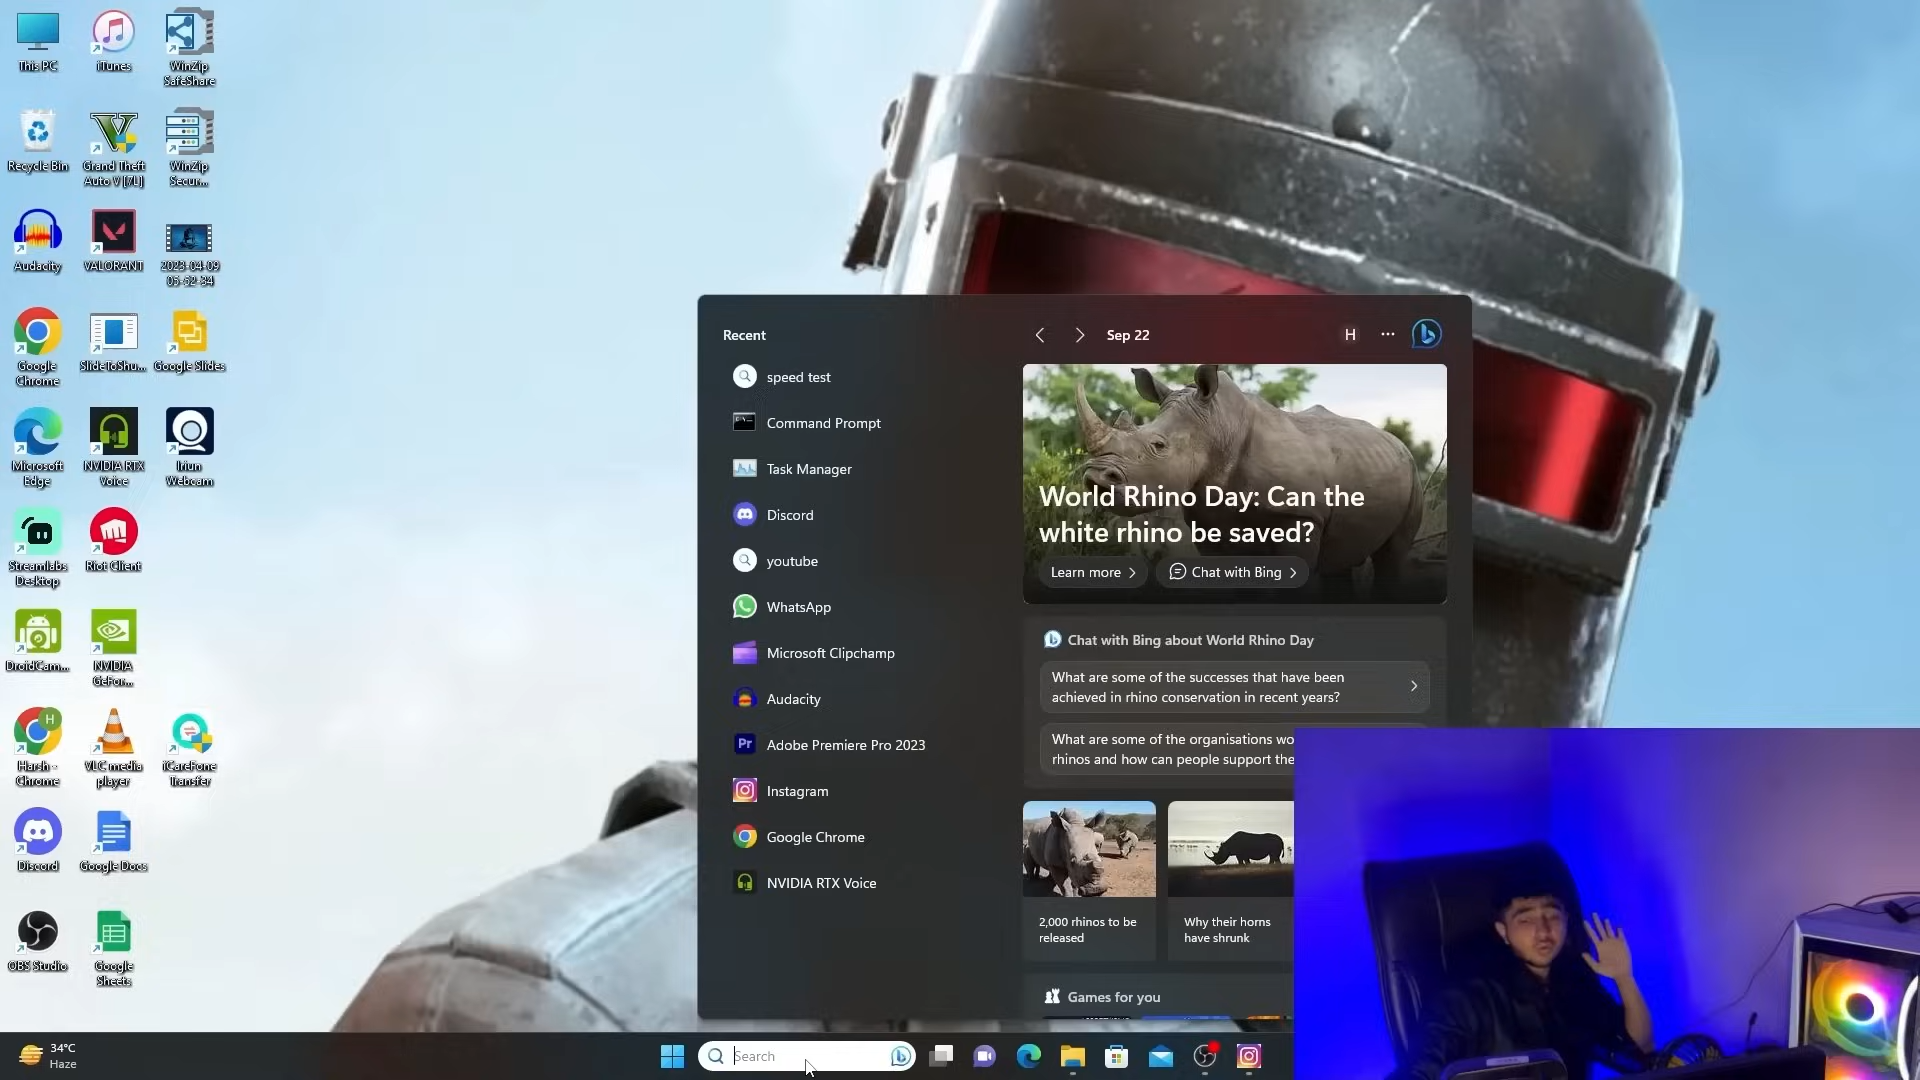 This PC
iTunes
WinZip
SafeShare
Recycle Bin
Grand Theft
Auto V [7L]
WinZip
Secur...
Audacity
VALORANT
2023-04-09
05-52-34
Google
Chrome
SlideToShu...
Google Slides
Microsoft
Edge
NVIDIA RTX
Voice
Iriun
Webcam
Streamlabs
Desktop
Riot Client
DroidCam...
NVIDIA
GeFor...
Harsh -
Chrome
VLC media
player
iCareFone
Transfer
Discord
Google Docs
OBS Studio
Google
Sheets
Recent
speed test
Command Prompt
Task Manager
Discord
youtube
WhatsApp
Microsoft Clipchamp
Audacity
Adobe Premiere Pro 2023
Instagram
Google Chrome
NVIDIA RTX Voice
Sep 22
H
World Rhino Day: Can the
white rhino be saved?
Learn more
Chat with Bing
Chat with Bing about World Rhino Day
What are some of the successes that have been
achieved in rhino conservation in recent years?
What are some of the organisations wo
rhinos and how can people support the
2,000 rhinos to be
released
Why their horns
have shrunk
Games for you
34°C
Haze
Search